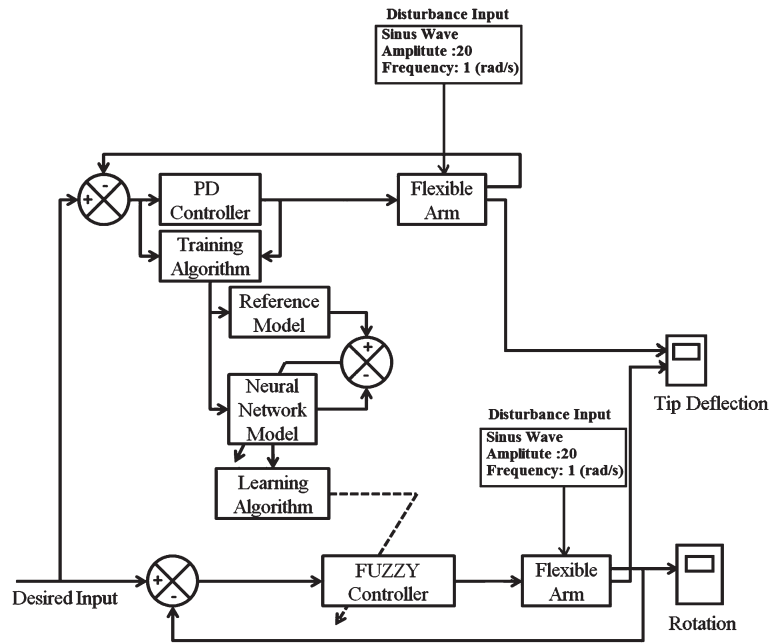 Disturbance Input
Sinus Wave
Amplitute :20
Frequency: 1 (rad/s)
-
+
PD
Controller
Flexible
Arm
Training
Algorithm
Reference
Model
+
-
Neural
Network
Model
Tip Deflection
Disturbance Input
Sinus Wave
Amplitute :20
Frequency: 1 (rad/s)
Learning
Algorithm
+
-
FUZZY
Controller
Flexible
Arm
Desired Input
Rotation